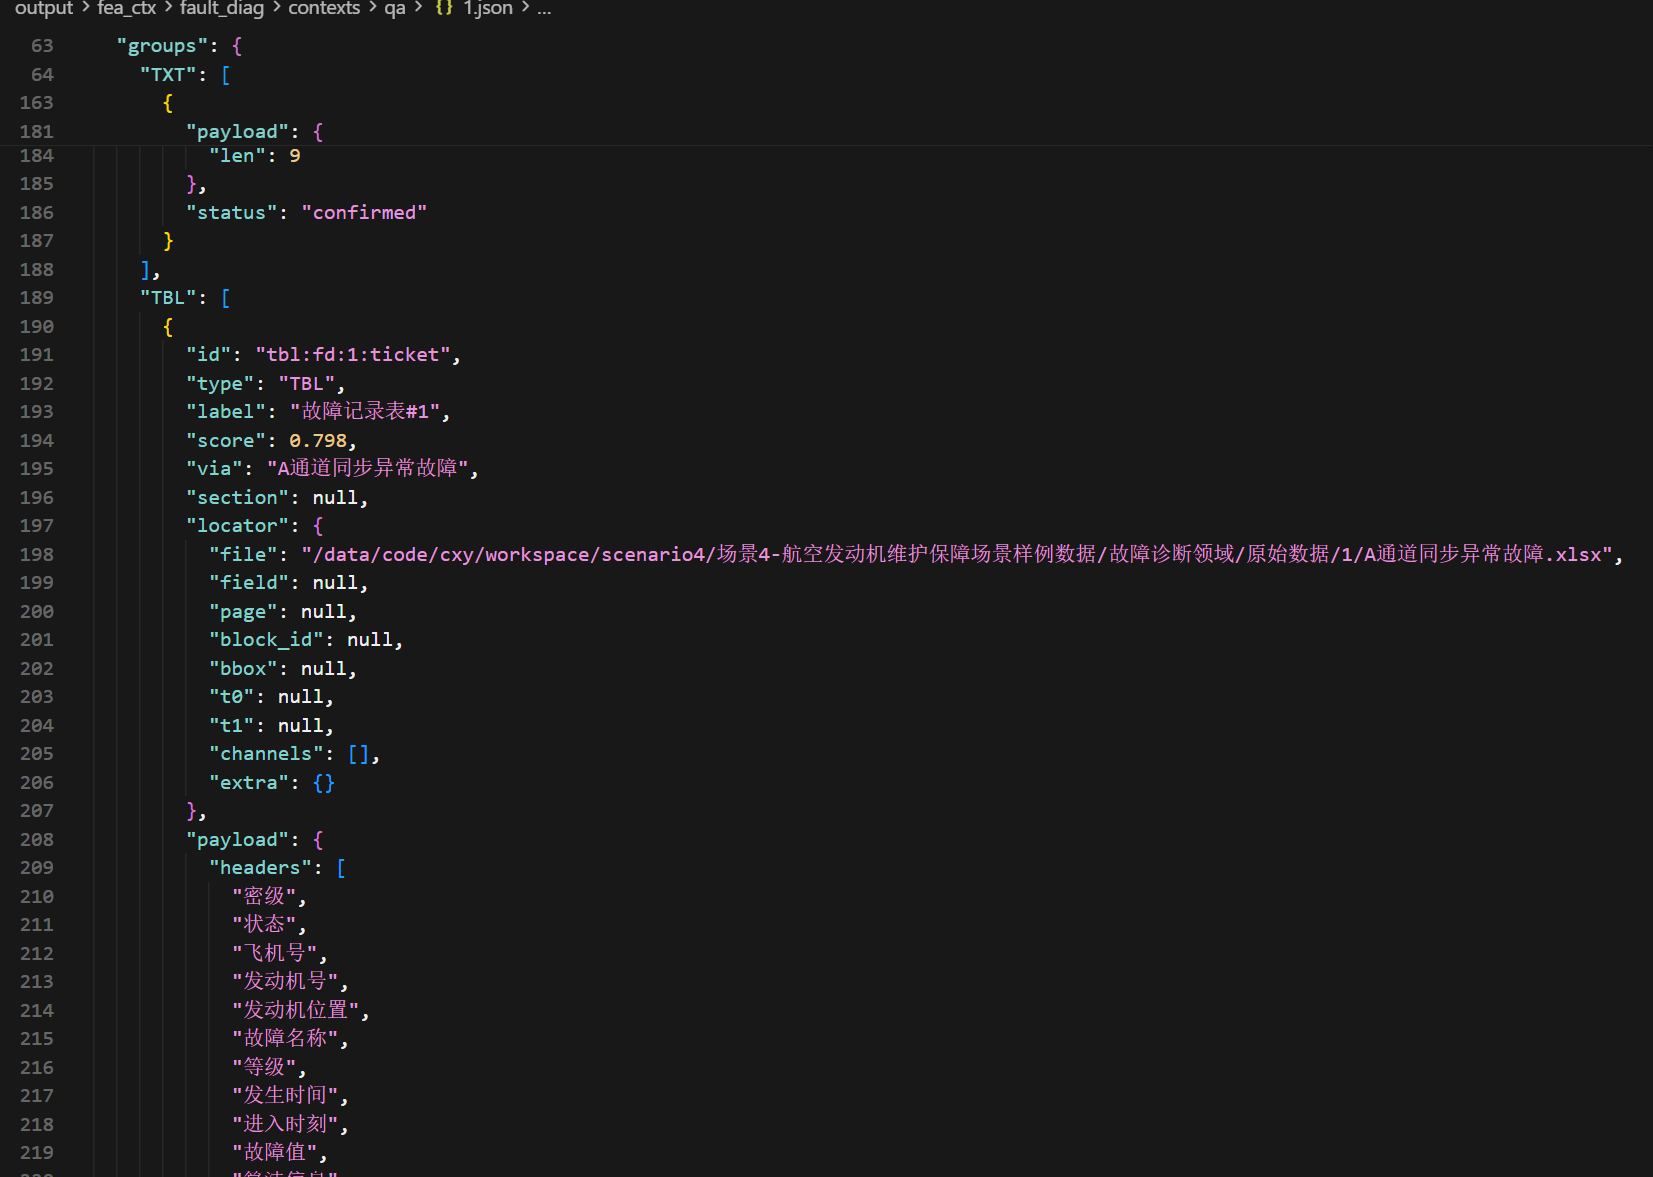 output > fea_ctx > fault_diag > contexts > qa > {} 1.json > ...
63 "groups": {
64 "TXT": [
163 {
181 "payload": {
184 "len": 9
185 },
186 "status": "confirmed"
187 }
188 ],
189 "TBL": [
190 {
191 "id": "tbl:fd:1:ticket",
192 "type": "TBL",
193 "label": "故障记录表#1",
194 "score": 0.798,
195 "via": "A通道同步异常故障",
196 "section": null,
197 "locator": {
198 "file": "/data/code/cxy/workspace/scenario4/场景4-航空发动机维护保障场景样例数据/故障诊断领域/原始数据/1/A通道同步异常故障.xlsx",
199 "field": null,
200 "page": null,
201 "block_id": null,
202 "bbox": null,
203 "t0": null,
204 "t1": null,
205 "channels": [],
206 "extra": {}
207 },
208 "payload": {
209 "headers": [
210 "密级",
211 "状态",
212 "飞机号",
213 "发动机号",
214 "发动机位置",
215 "故障名称",
216 "等级",
217 "发生时间",
218 "进入时刻",
219 "故障值",